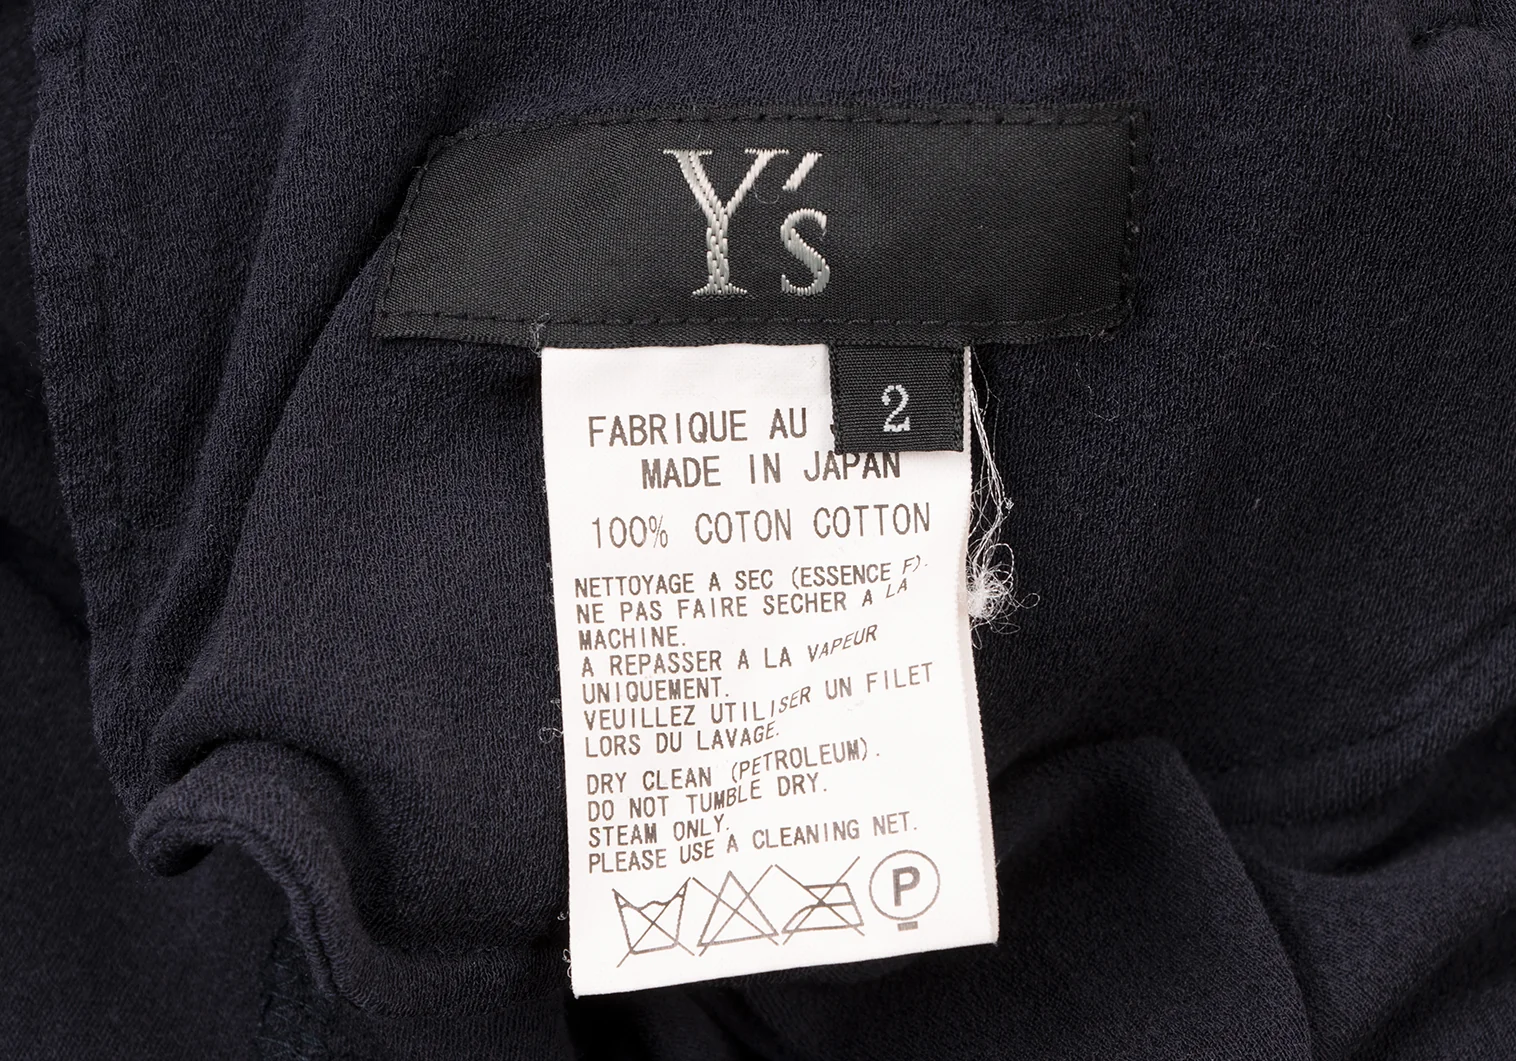 Y's
2
FABRIQUE AU
MADE IN JAPAN
100% COTON COTTON
NETTOYAGE A SEC (ESSENCE F).
NE PAS FAIRE SECHER A LA
MACHINE.
A REPASSER A LA VAPEUR
UNIQUEMENT.
VEUILLEZ UTILISER UN FILET
LORS DU LAVAGE.
DRY CLEAN (PETROLEUM).
DO NOT TUMBLE DRY.
STEAM ONLY.
PLEASE USE A CLEANING NET.
P